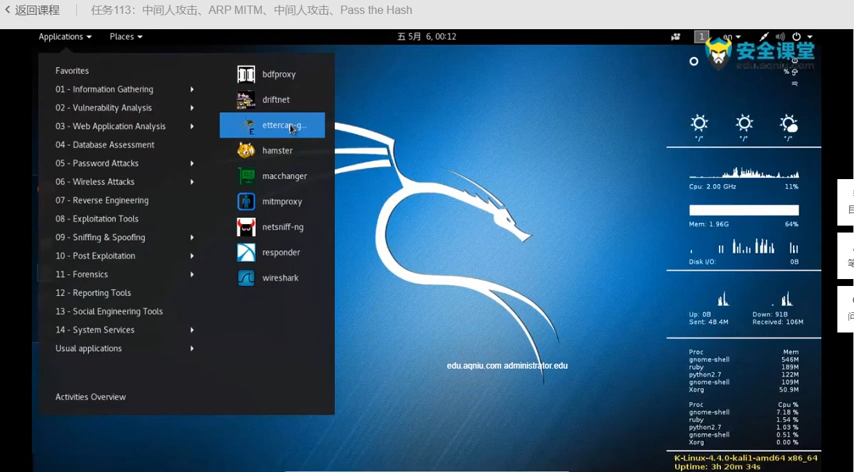 返回课程
任务113：中间人攻击、ARP MITM、中间人攻击、Pass the Hash
Applications
Places
五 5月 6, 00:12
1
en
安全课堂
edu.aqniu.com
Favorites
01 - Information Gathering
02 - Vulnerability Analysis
03 - Web Application Analysis
04 - Database Assessment
05 - Password Attacks
06 - Wireless Attacks
07 - Reverse Engineering
08 - Exploitation Tools
09 - Sniffing & Spoofing
10 - Post Exploitation
11 - Forensics
12 - Reporting Tools
13 - Social Engineering Tools
14 - System Services
Usual applications
Activities Overview
bdfproxy
driftnet
ettercap-g...
hamster
macchanger
mitmproxy
netsniff-ng
responder
wireshark
edu.aqniu.com administrator.edu
Cpu: 2.00 GHz 11%
Mem: 1.96G 64%
Disk I/O: 0B
Up: 0B Down: 91B
Sent: 48.4M Received: 106M
Proc Mem
gnome-shell 546M
ruby 189M
python2.7 122M
gnome-shell 109M
Xorg 50.9M
Proc Cpu %
gnome-shell 7.18 %
ruby 1.54 %
python2.7 1.03 %
gnome-shell 0.51 %
Xorg 0.00 %
K-Linux-4.4.0-kali1-amd64 x86_64
Uptime: 3h 20m 34s